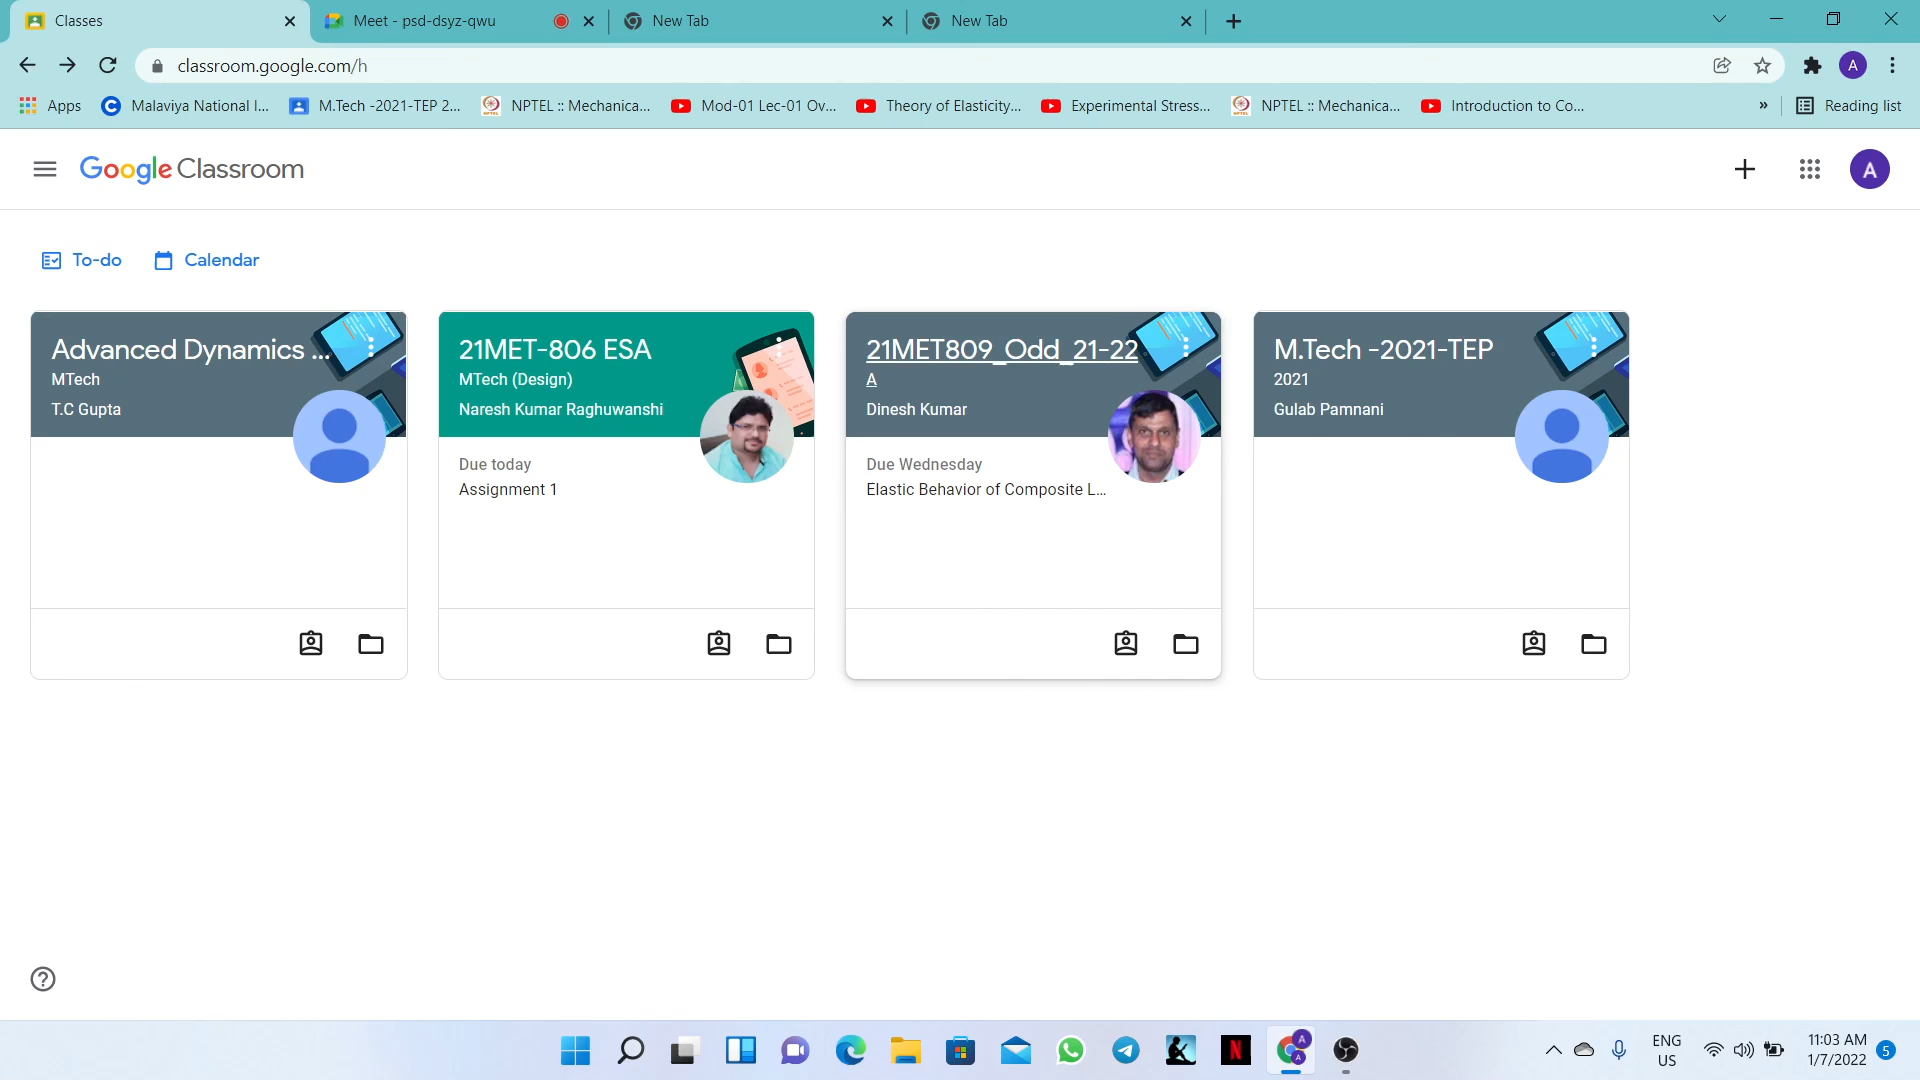 Classes
Meet - psd-dsyz-qwu
New Tab
New Tab
classroom.google.com/h
A
Apps
Malaviya National I...
M.Tech -2021-TEP 2...
NPTEL :: Mechanica...
Mod-01 Lec-01 Ov...
Theory of Elasticity...
Experimental Stress...
NPTEL :: Mechanica...
Introduction to Co...
»
Reading list
Google Classroom
A
To-do
Calendar
Advanced Dynamics ...
MTech
T.C Gupta
21MET-806 ESA
MTech (Design)
Naresh Kumar Raghuwanshi
Due today
Assignment 1
21MET809_Odd_21-22
A
Dinesh Kumar
Due Wednesday
Elastic Behavior of Composite L...
M.Tech -2021-TEP
2021
Gulab Pamnani
ENG
US
11:03 AM
1/7/2022
5